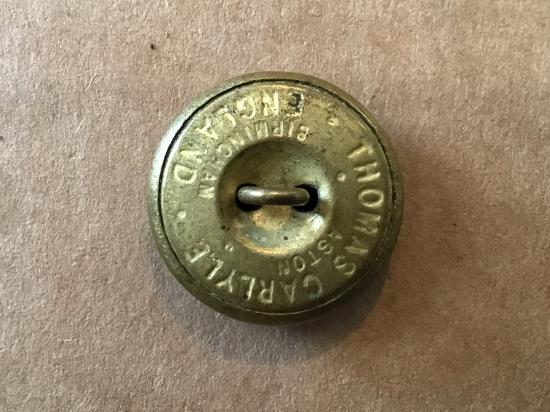 THOMAS CARLYLE
ASTON
BIRMINGHAM
ENGLAND